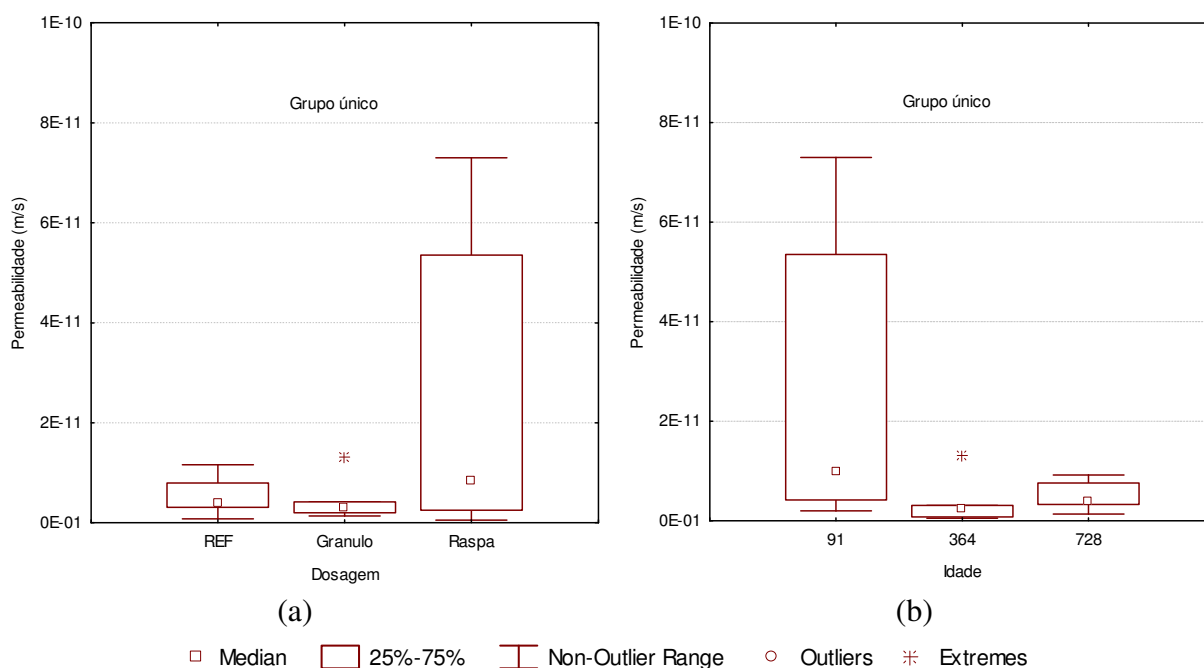 1E-10
8E-11
6E-11
4E-11
2E-11
0E-01
Permeabilidade (m/s)
Grupo único
REF Granulo Raspa
Dosagem
(a)
1E-10
8E-11
6E-11
4E-11
2E-11
0E-01
Permeabilidade (m/s)
Grupo único
91 364 728
Idade
(b)
Median 25%-75% Non-Outlier Range Outliers Extremes